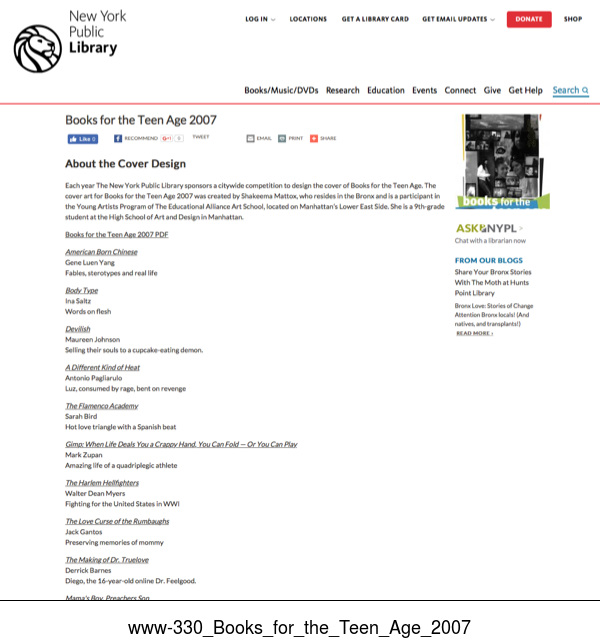 New York
Public
Library
LOG IN
LOCATIONS
GET A LIBRARY CARD
GET EMAIL UPDATES
DONATE
SHOP
Books/Music/DVDs
Research
Education
Events
Connect
Give
Get Help
Search
Books for the Teen Age 2007
Like 0
RECOMMEND
G+1
0
TWEET
EMAIL
PRINT
SHARE
About the Cover Design
Each year The New York Public Library sponsors a citywide competition to design the cover of Books for the Teen Age. The
cover art for Books for the Teen Age 2007 was created by Shakeema Mattox, who resides in the Bronx and is a participant in
the Young Artists Program of The Educational Alliance Art School, located on Manhattan's Lower East Side. She is a 9th-grade
student at the High School of Art and Design in Manhattan.
Books for the Teen Age 2007 PDF
American Born Chinese
Gene Luen Yang
Fables, sterotypes and real life
Body Type
Ina Saltz
Words on flesh
Devilish
Maureen Johnson
Selling their souls to a cupcake-eating demon.
A Different Kind of Heat
Antonio Pagliarulo
Luz, consumed by rage, bent on revenge
The Flamenco Academy
Sarah Bird
Hot love triangle with a Spanish beat
Gimp: When Life Deals You a Crappy Hand, You Can Fold -- Or You Can Play
Mark Zupan
Amazing life of a quadriplegic athlete
The Harlem Hellfighters
Walter Dean Myers
Fighting for the United States in WWI
The Love Curse of the Rumbaughs
Jack Gantos
Preserving memories of mommy
The Making of Dr. Truelove
Derrick Barnes
Diego, the 16-year-old online Dr. Feelgood.
Mama's Boy, Preachers Son
books for the
ASK NYPL
Chat with a librarian now
FROM OUR BLOGS
Share Your Bronx Stories
With The Moth at Hunts
Point Library
Bronx Love: Stories of Change
Attention Bronx locals! (And
natives, and transplants!)
READ MORE ›
www-330_Books_for_the_Teen_Age_2007